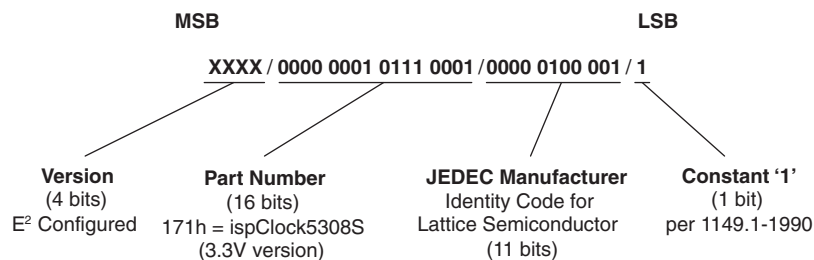 MSB LSB
XXXX / 0000 0001 0111 0001 / 0000 0100 001 / 1
Version
(4 bits)
E² Configured
Part Number
(16 bits)
171h = ispClock5308S
(3.3V version)
JEDEC Manufacturer
Identity Code for
Lattice Semiconductor
(11 bits)
Constant ‘1’
(1 bit)
per 1149.1-1990